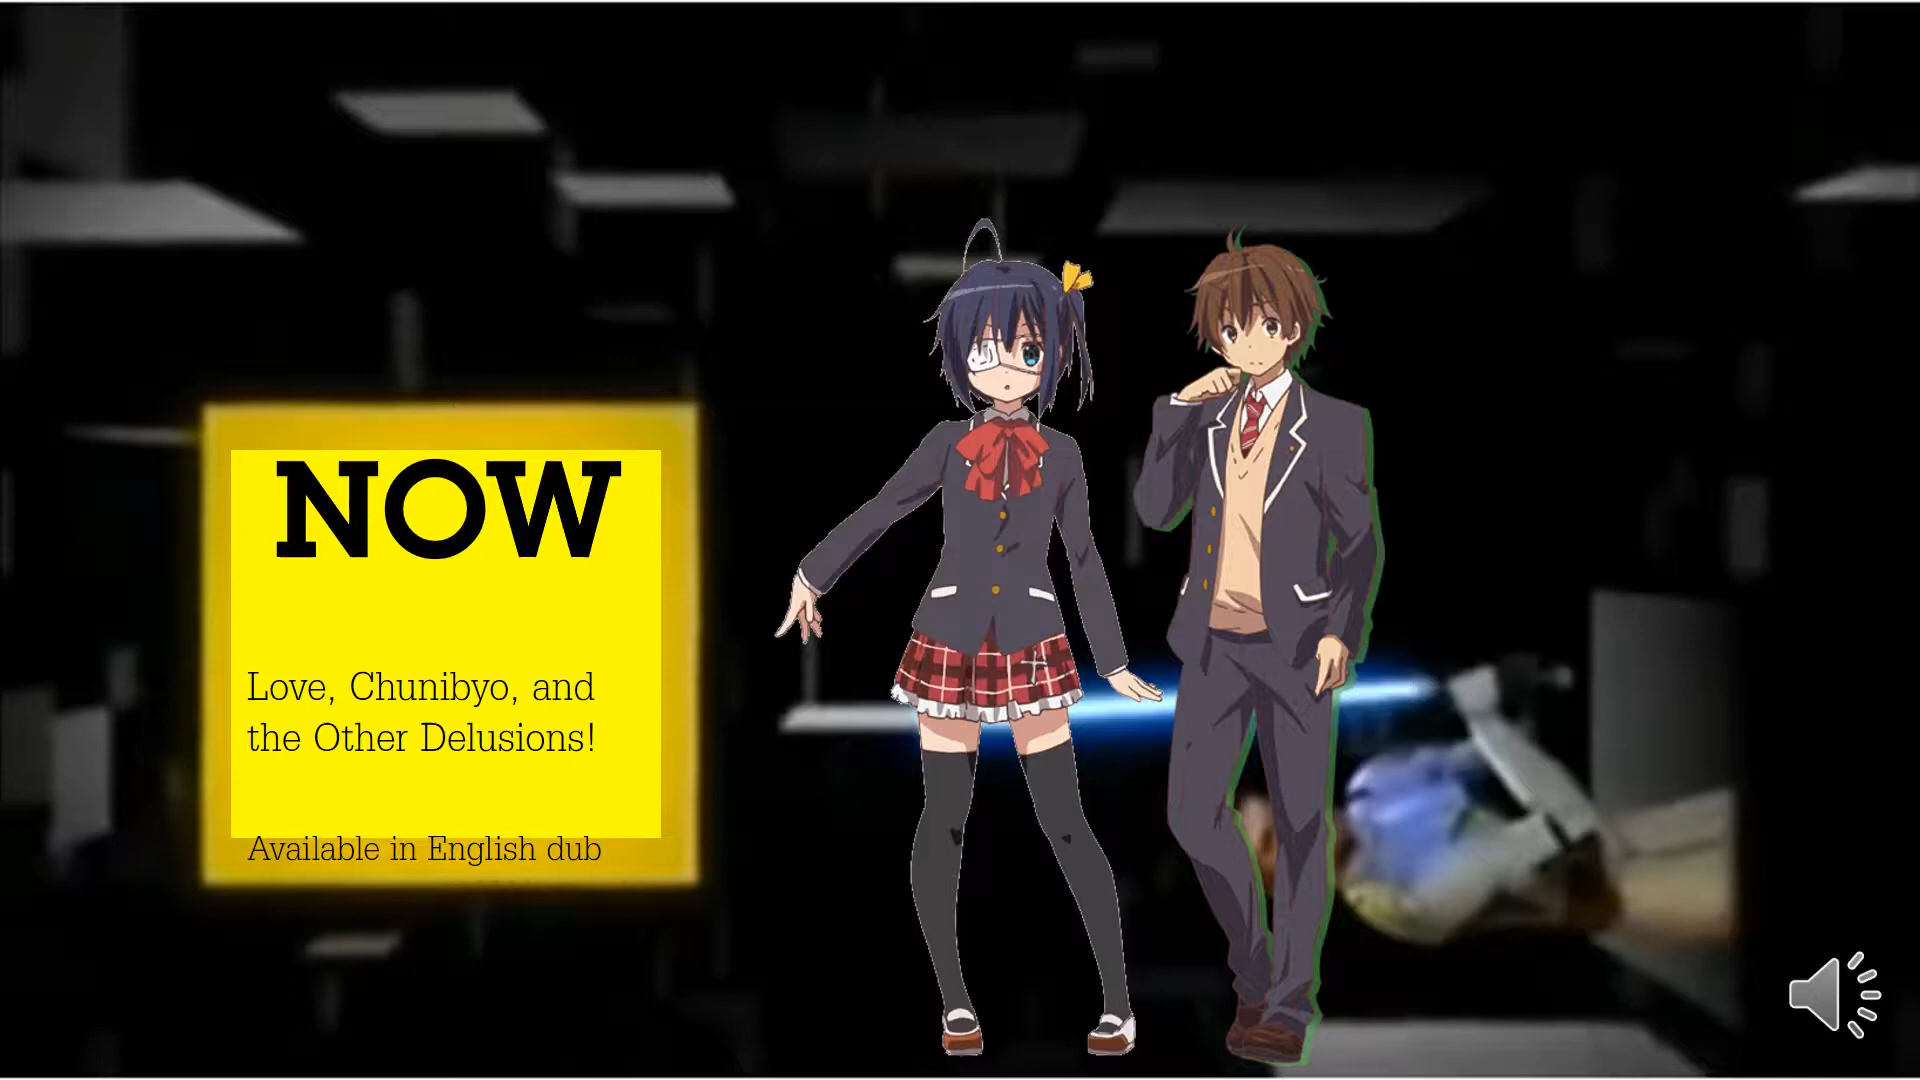 NOW
Love, Chunibyo, and
the Other Delusions!
Available in English dub